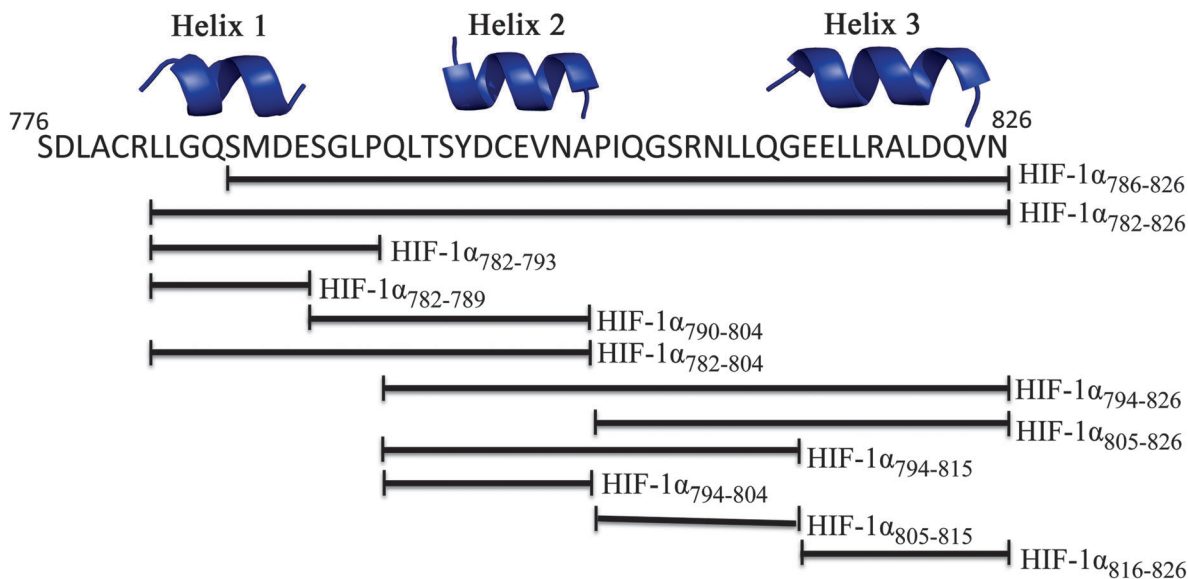 Helix 1 Helix 2 Helix 3
776 826
SDLACRLLGQSMDESGLPQLTSYDCEVNAPIQGSRNLLQGEELLRALDQVN
HIF-1α786-826
HIF-1α782-826
HIF-1α782-793
HIF-1α782-789
HIF-1α790-804
HIF-1α782-804
HIF-1α794-826
HIF-1α805-826
HIF-1α794-815
HIF-1α794-804
HIF-1α805-815
HIF-1α816-826